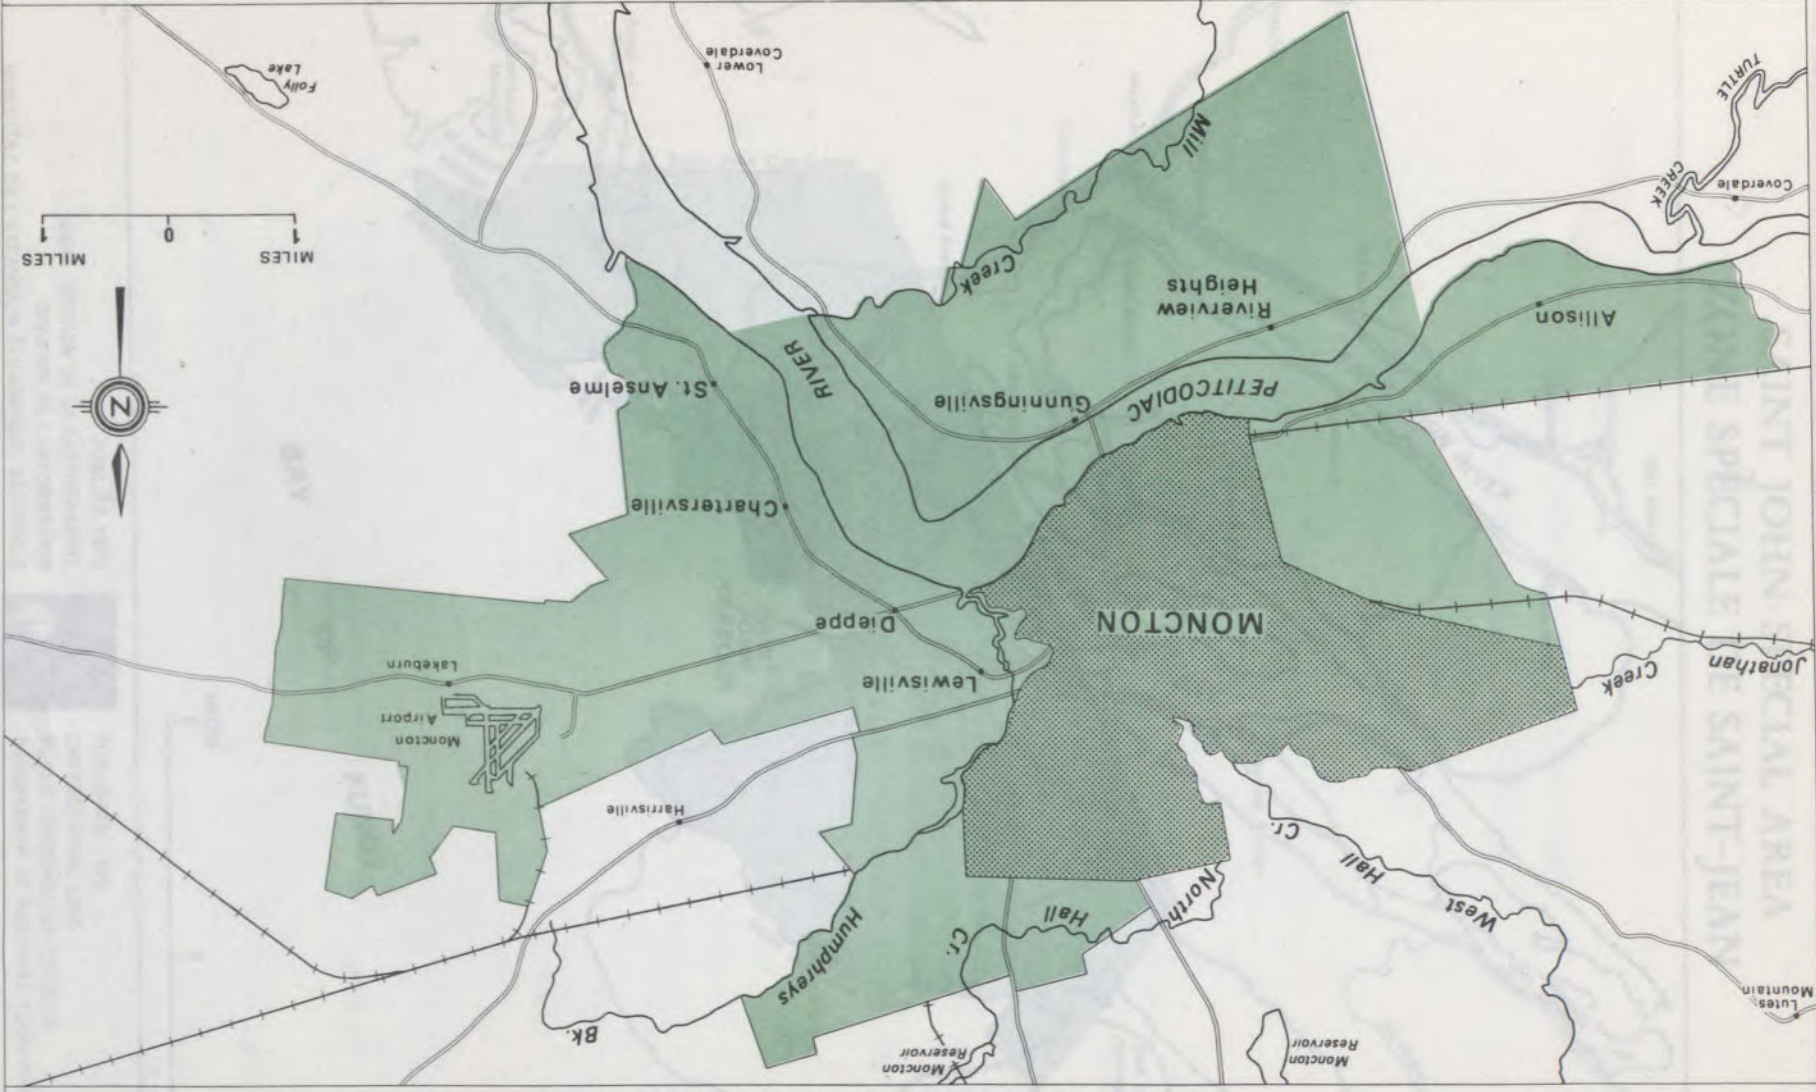 Moncton
Reservoir
Moncton
Reservoir
Bk.
Lutes
Mountain
Humphreys
West Hall Cr.
North Hall Cr.
Harrisville
Moncton
Airport
Jonathan Creek
Lewisville
Lakeburn
MONCTON
Dieppe
Chartersville
N
Gunningsville
PETITCODIAC RIVER
St. Anselme
Allison
Riverview
Heights
Mill Creek
MILES MILLES
1 0 1
Coverdale
TURTLE CREEK
Lower
Coverdale
Folly
Lake